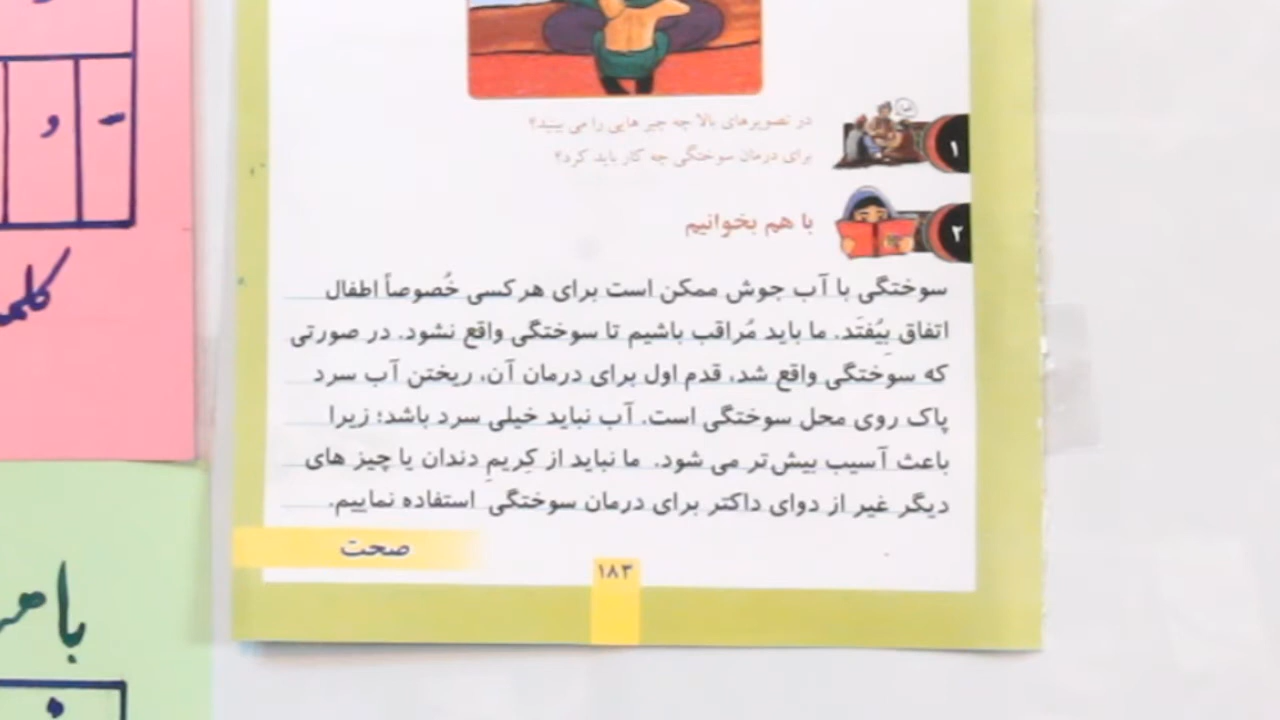 در تصویرهای بالا چه چیز هایی را می بینید؟
۱
برای درمان سوختگی چه کار باید کرد؟
با هم بخوانیم
۲
سوختگی با آب جوش ممکن است برای هر کسی خُصوصاً اطفال
اتفاق بِیُفتَد. ما باید مُراقب باشیم تا سوختگی واقع نشود. در صورتی
که سوختگی واقع شد، قدم اول برای درمان آن، ریختن آب سرد
پاک روی محل سوختگی است. آب نباید خیلی سرد باشد؛ زیرا
باعث آسیب بیش‌تر می شود. ما نباید از کِریمِ دندان یا چیز های
دیگر غیر از دوای داکتر برای درمان سوختگی استفاده نماییم.
صحت
۱۸۳
و
با هم